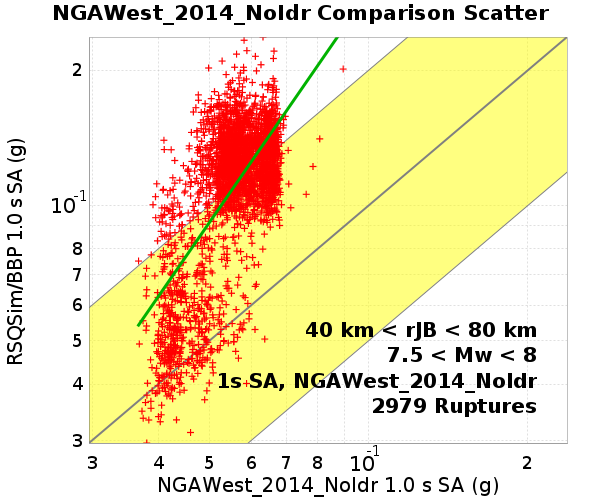 NGAWest_2014_NoIdr Comparison Scatter
2
10⁻¹
8
7
6
5
4
3
RSQSim/BBP 1.0 s SA (g)
40 km < rJB < 80 km
7.5 < Mw < 8
1s SA, NGAWest_2014_NoIdr
2979 Ruptures
3 4 5 6 7 8 10⁻¹ 2
NGAWest_2014_NoIdr 1.0 s SA (g)